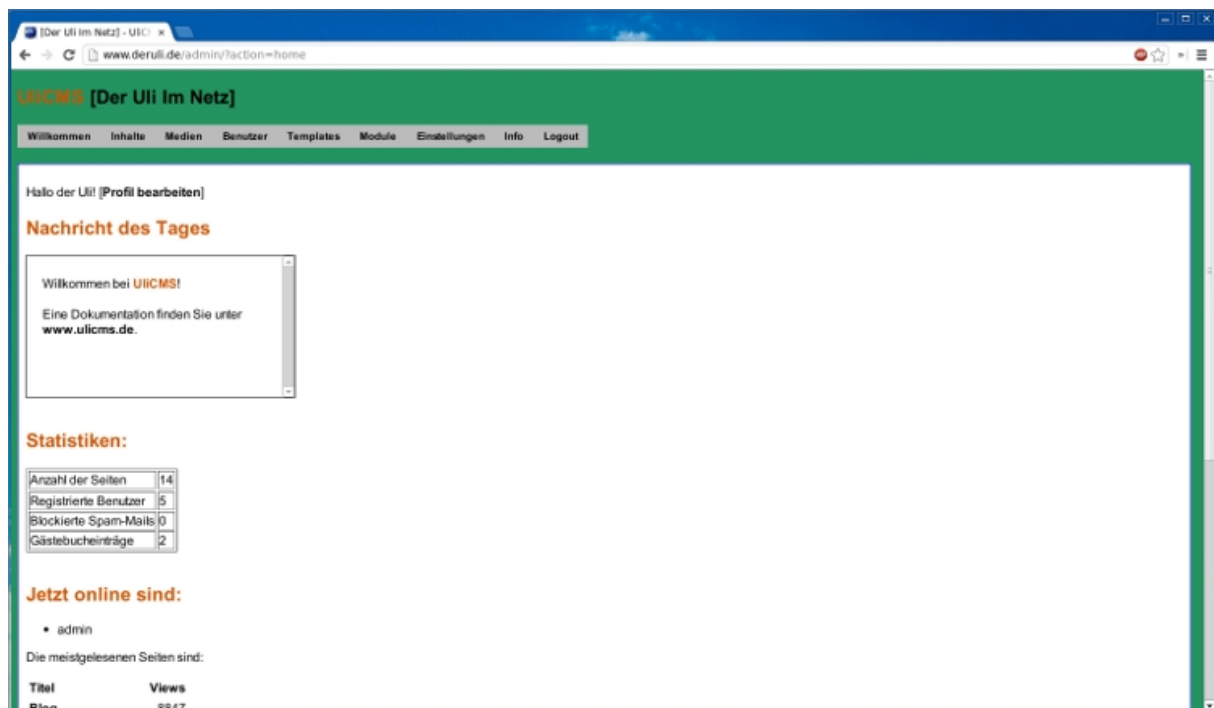 [Der Uli Im Netz] - UliC
www.deruli.de/admin/?action=home
UliCMS [Der Uli Im Netz]
Willkommen Inhalte Medien Benutzer Templates Module Einstellungen Info Logout
Hallo der Uli! [Profil bearbeiten]
Nachricht des Tages
Willkommen bei UliCMS!
Eine Dokumentation finden Sie unter
www.ulicms.de.
Statistiken:
Anzahl der Seiten 14
Registrierte Benutzer 5
Blockierte Spam-Mails 0
Gästebucheinträge 2
Jetzt online sind:
• admin
Die meistgelesenen Seiten sind:
Titel Views
Blog 8847